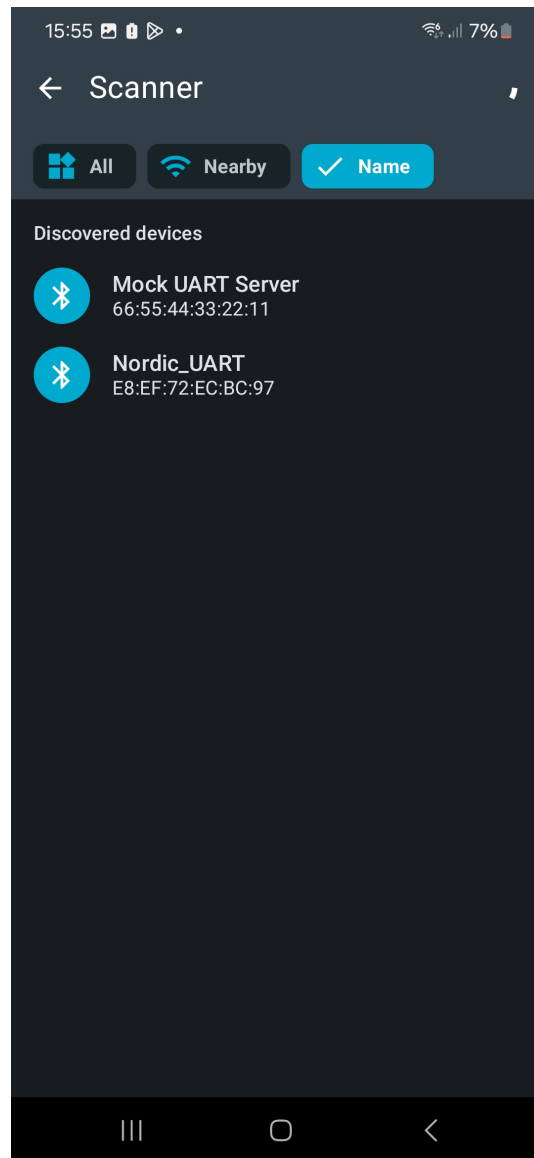 15:55
7%
Scanner
All
Nearby
Name
Discovered devices
Mock UART Server
66:55:44:33:22:11
Nordic_UART
E8:EF:72:EC:BC:97